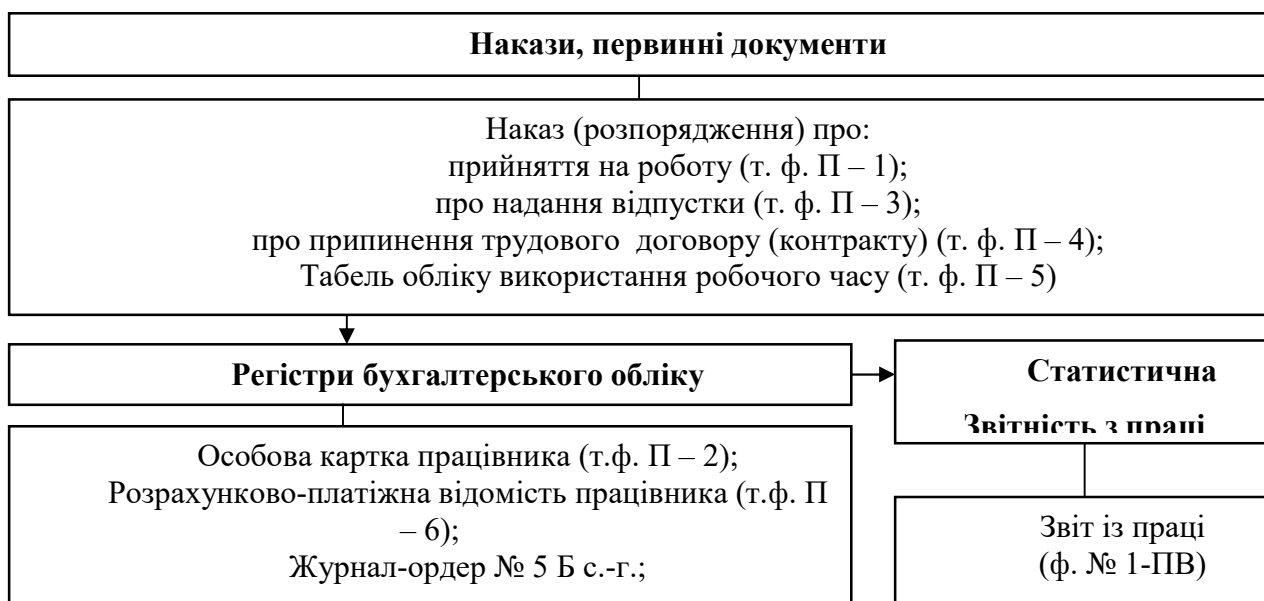 Накази, первинні документи
Наказ (розпорядження) про:
прийняття на роботу (т. ф. П – 1);
про надання відпустки (т. ф. П – 3);
про припинення трудового договору (контракту) (т. ф. П – 4);
Табель обліку використання робочого часу (т. ф. П – 5)
Регістри бухгалтерського обліку
Статистична
Звітність з праці
Особова картка працівника (т.ф. П – 2);
Розрахунково-платіжна відомість працівника (т.ф. П
– 6);
Журнал-ордер № 5 Б с.-г.;
Звіт із праці
(ф. № 1-ПВ)